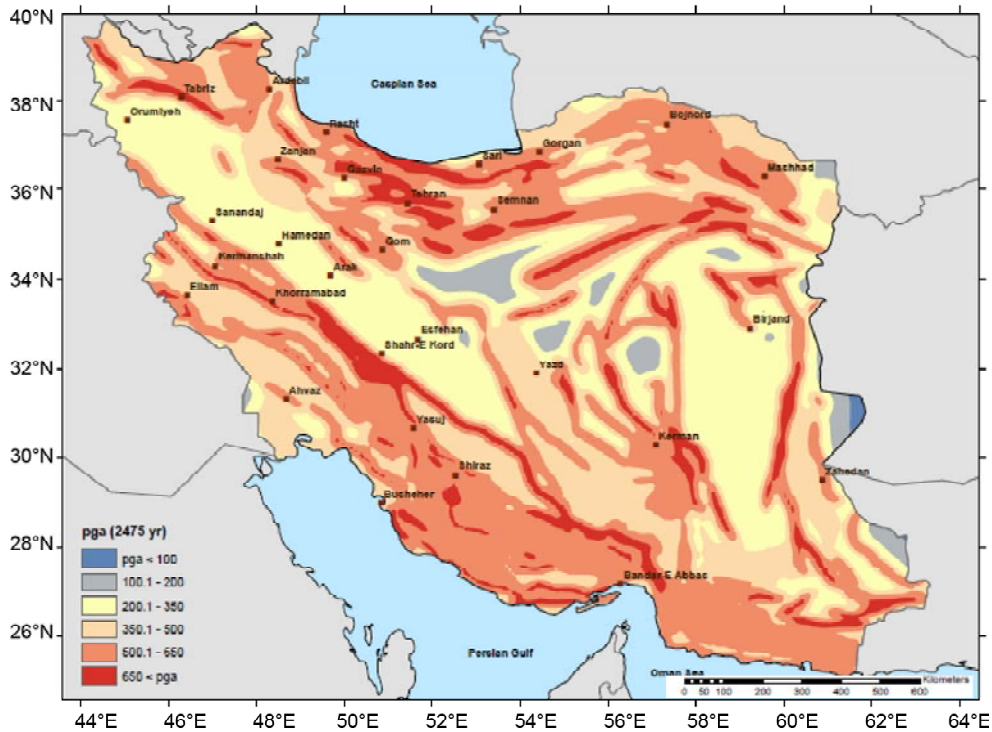 40°N
38°N
36°N
34°N
32°N
30°N
28°N
26°N
Caspian Sea
Tabriz
Ardebil
Orumiyeh
Rasht
Bojnord
Zanjan
Sari
Gorgan
Qazvin
Mashhad
Tehran
Semnan
Sanandaj
Hamedan
Qom
Kermanshah
Arak
Ellam
Khorramabad
Birjand
Esfehan
Shahr-E Kord
Yazd
Ahvaz
Yasuj
Kerman
Shiraz
Zahedan
Busheher
Bandar E Abbas
pga (2475 yr)
pga < 100
100.1 - 200
200.1 - 350
350.1 - 500
500.1 - 650
650 < pga
Persian Gulf
Oman Sea
Kilometers
0 50 100 200 300 400 500 600
44°E 46°E 48°E 50°E 52°E 54°E 56°E 58°E 60°E 62°E 64°E